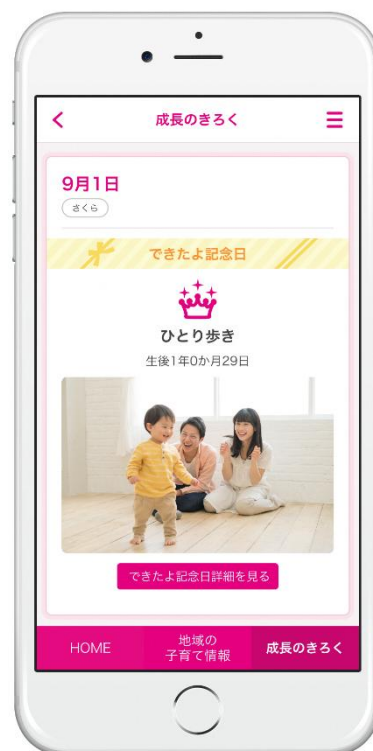 成長のきろく
9月1日
さくら
できたよ記念日
ひとり歩き
生後1年0か月29日
できたよ記念日詳細を見る
HOME
地域の
子育て情報
成長のきろく